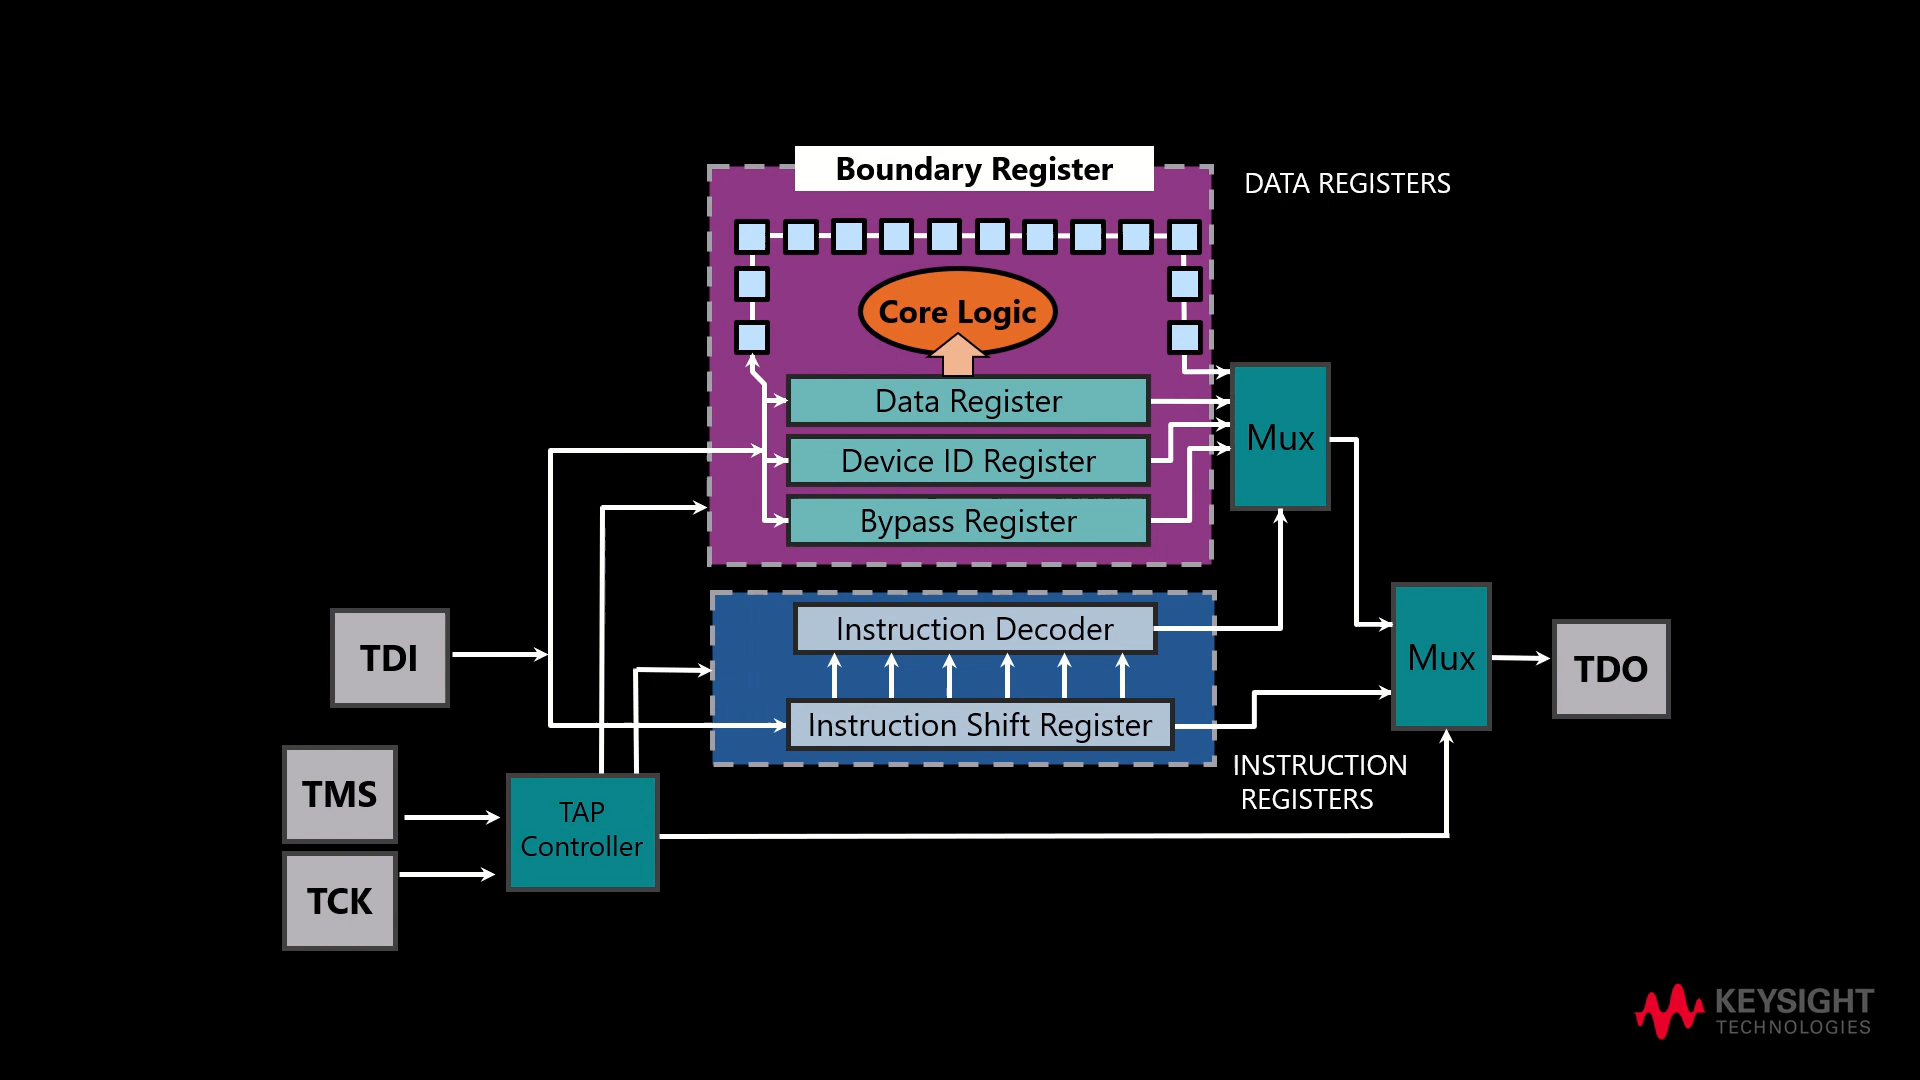 Boundary Register
DATA REGISTERS
Core Logic
Data Register
Mux
Device ID Register
Bypass Register
Instruction Decoder
TDI
Mux
TDO
Instruction Shift Register
INSTRUCTION
REGISTERS
TMS
TAP
Controller
TCK
KEYSIGHT
TECHNOLOGIES